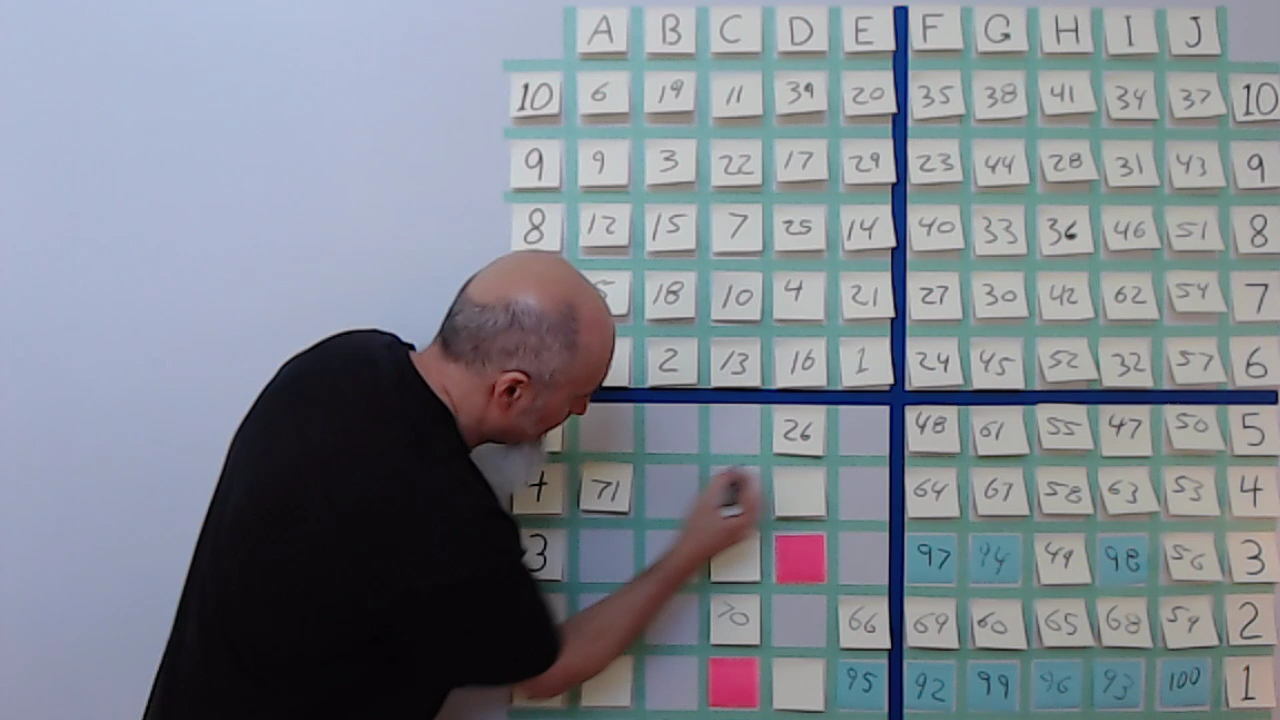 A B C D E F G H I J
10 6 19 11 39 20 35 38 41 34 37 10
9 9 3 22 17 29 23 44 28 31 43 9
8 12 15 7 25 14 40 33 36 46 51 8
18 10 4 21 27 30 42 62 54 7
2 13 16 1 24 45 52 32 57 6
26 48 61 55 47 50 5
71 64 67 58 63 53 4
3 97 94 49 98 56 3
70 66 69 60 65 68 59 2
95 92 99 96 93 100 1